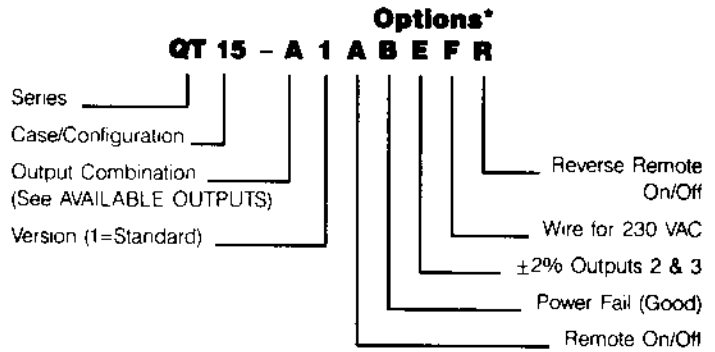 Options*
QT 15 - A 1 A B E F R
Series
Case/Configuration
Output Combination
(See AVAILABLE OUTPUTS)
Version (1=Standard)
Reverse Remote
On/Off
Wire for 230 VAC
±2% Outputs 2 & 3
Power Fail (Good)
Remote On/Off